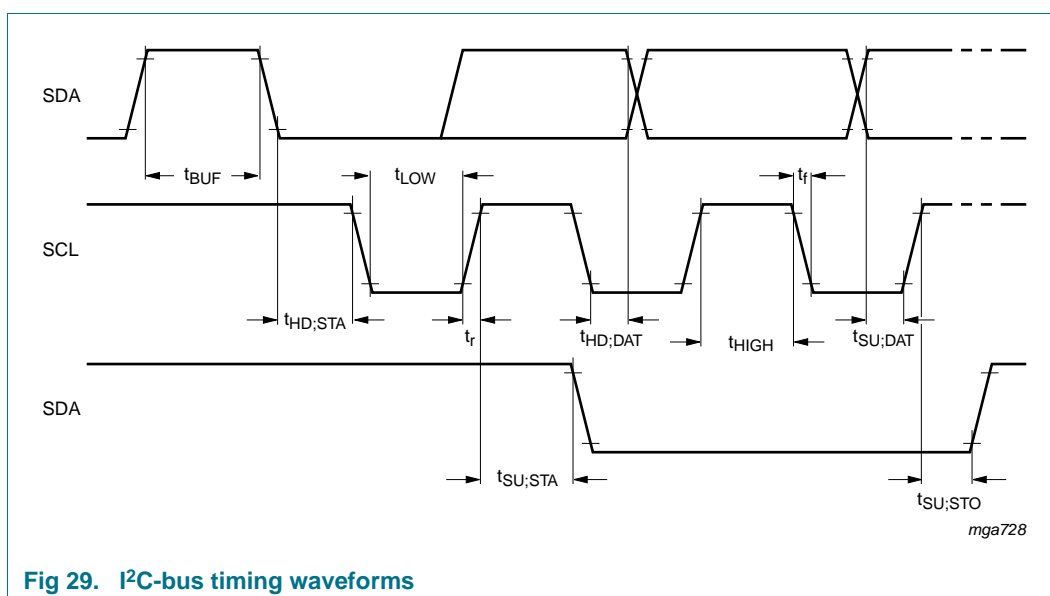 SDA
tBUF
tLOW
tf
SCL
tHD;STA
tr
tHD;DAT
tHIGH
tSU;DAT
SDA
tSU;STA
tSU;STO
mga728
Fig 29. I²C-bus timing waveforms